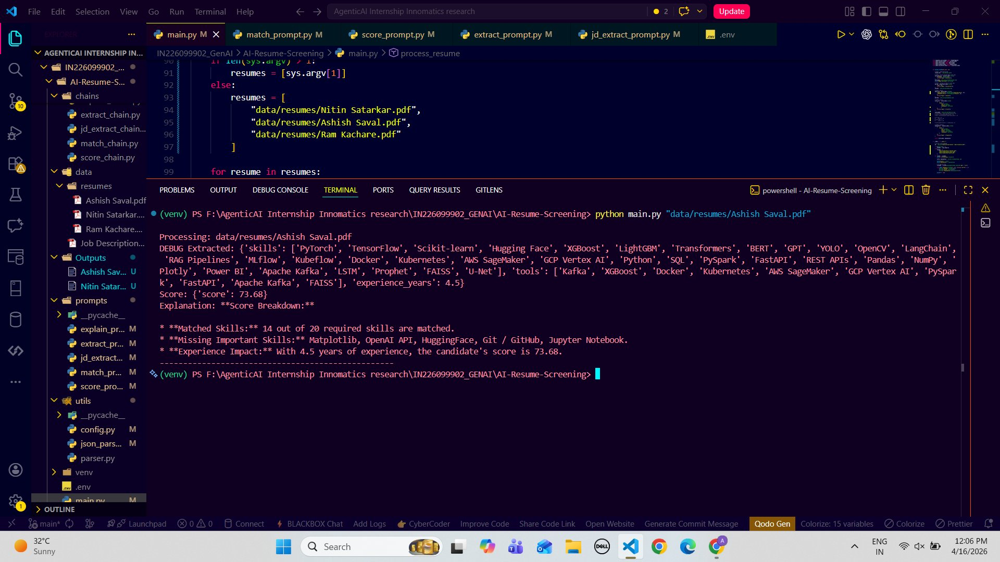 File Edit Selection View Go Run Terminal Help
AgenticAI Internship Innomatics research
2
Update
main.py M
match_prompt.py M
score_prompt.py M
extract_prompt.py M
jd_extract_prompt.py M
.env
IN226099902_GenAI > AI-Resume-Screening > main.py > process_resume
AGENTICAI INTERNSHIP IN...
IN226099902_...
AI-Resume-S...
chains
extract_chain.py
jd_extract_chain...
match_chain.py
score_chain.py
data
resumes
Ashish Saval.pdf
Nitin Satarkar....
Ram Kachare....
Job Description...
Outputs
Ashish Sav... U
Nitin Satar... U
prompts
__pycache__
explain_pr... M
extract_pr... M
jd_extract... M
match_pr... M
score_pro... M
utils
__pycache__
config.py M
json_pars... M
parser.py
venv
.env
main.py M
OUTLINE
10
1
90 if len(sys.argv) > 1:
91 resumes = [sys.argv[1]]
92 else:
93 resumes = [
94 "data/resumes/Nitin Satarkar.pdf",
95 "data/resumes/Ashish Saval.pdf",
96 "data/resumes/Ram Kachare.pdf"
97 ]
98
99 for resume in resumes:
PROBLEMS OUTPUT DEBUG CONSOLE TERMINAL PORTS QUERY RESULTS GITLENS
powershell - AI-Resume-Screening
(venv) PS F:\AgenticAI Internship Innomatics research\IN226099902_GENAI\AI-Resume-Screening> python main.py "data/resumes/Ashish Saval.pdf"
Processing: data/resumes/Ashish Saval.pdf
DEBUG Extracted: {'skills': ['PyTorch', 'TensorFlow', 'Scikit-learn', 'Hugging Face', 'XGBoost', 'LightGBM', 'Transformers', 'BERT', 'GPT', 'YOLO', 'OpenCV', 'LangChain',
'RAG Pipelines', 'MLflow', 'Kubeflow', 'Docker', 'Kubernetes', 'AWS SageMaker', 'GCP Vertex AI', 'Python', 'SQL', 'PySpark', 'FastAPI', 'REST APIs', 'Pandas', 'NumPy', '
Plotly', 'Power BI', 'Apache Kafka', 'LSTM', 'Prophet', 'FAISS', 'U-Net'], 'tools': ['Kafka', 'XGBoost', 'Docker', 'Kubernetes', 'AWS SageMaker', 'GCP Vertex AI', 'PySpar
k', 'FastAPI', 'Apache Kafka', 'FAISS'], 'experience_years': 4.5}
Score: {'score': 73.68}
Explanation: **Score Breakdown:**
* **Matched Skills:** 14 out of 20 required skills are matched.
* **Missing Important Skills:** Matplotlib, OpenAI API, HuggingFace, Git / GitHub, Jupyter Notebook.
* **Experience Impact:** With 4.5 years of experience, the candidate's score is 73.68.
--------------------------------------------------
(venv) PS F:\AgenticAI Internship Innomatics research\IN226099902_GENAI\AI-Resume-Screening>
main* Launchpad 0 0 Connect BLACKBOX Chat Add Logs CyberCoder Improve Code Share Code Link Open Website Generate Commit Message Qodo Gen Colorize: 15 variables Colorize Prettier
32°C
Sunny
Search
DELL
A
ENG
IN
12:06 PM
4/16/2026